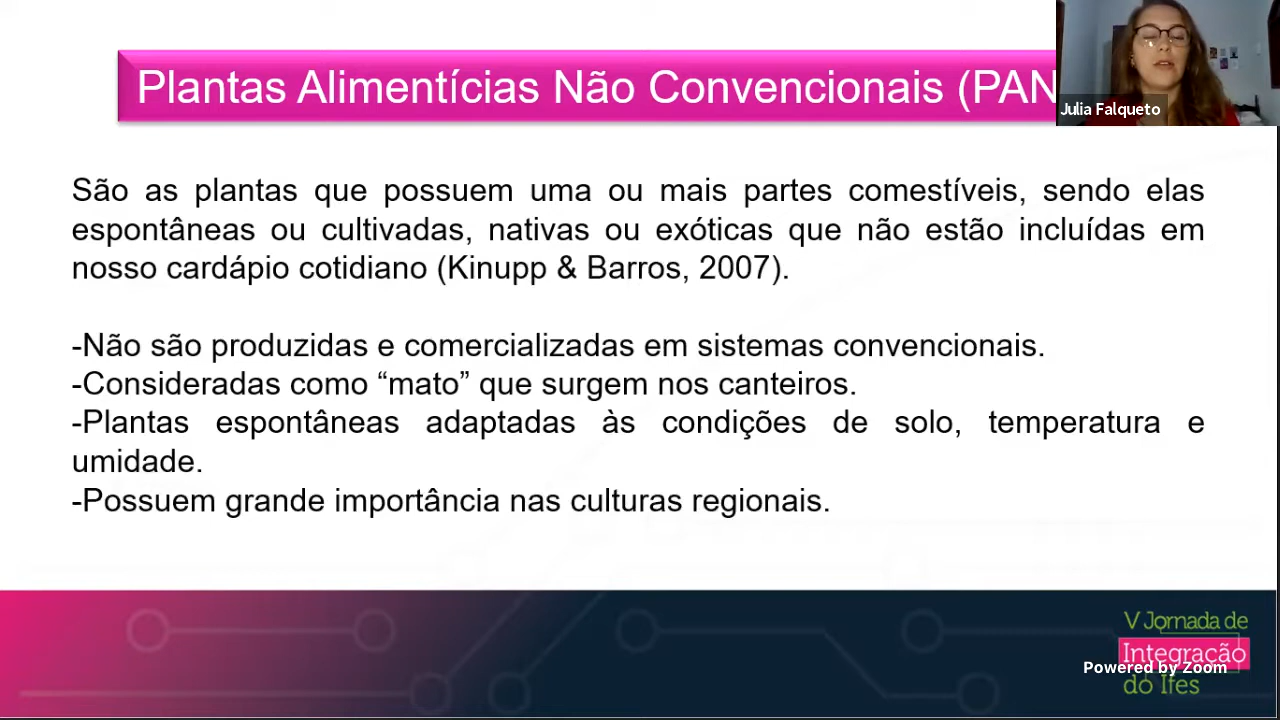 Plantas Alimentícias Não Convencionais (PAN
Julia Falqueto
São as plantas que possuem uma ou mais partes comestíveis, sendo elas
espontâneas ou cultivadas, nativas ou exóticas que não estão incluídas em
nosso cardápio cotidiano (Kinupp & Barros, 2007).
-Não são produzidas e comercializadas em sistemas convencionais.
-Consideradas como “mato” que surgem nos canteiros.
-Plantas espontâneas adaptadas às condições de solo, temperatura e
umidade.
-Possuem grande importância nas culturas regionais.
V Jornada de
Integração
Powered by Zoom
do Ifes